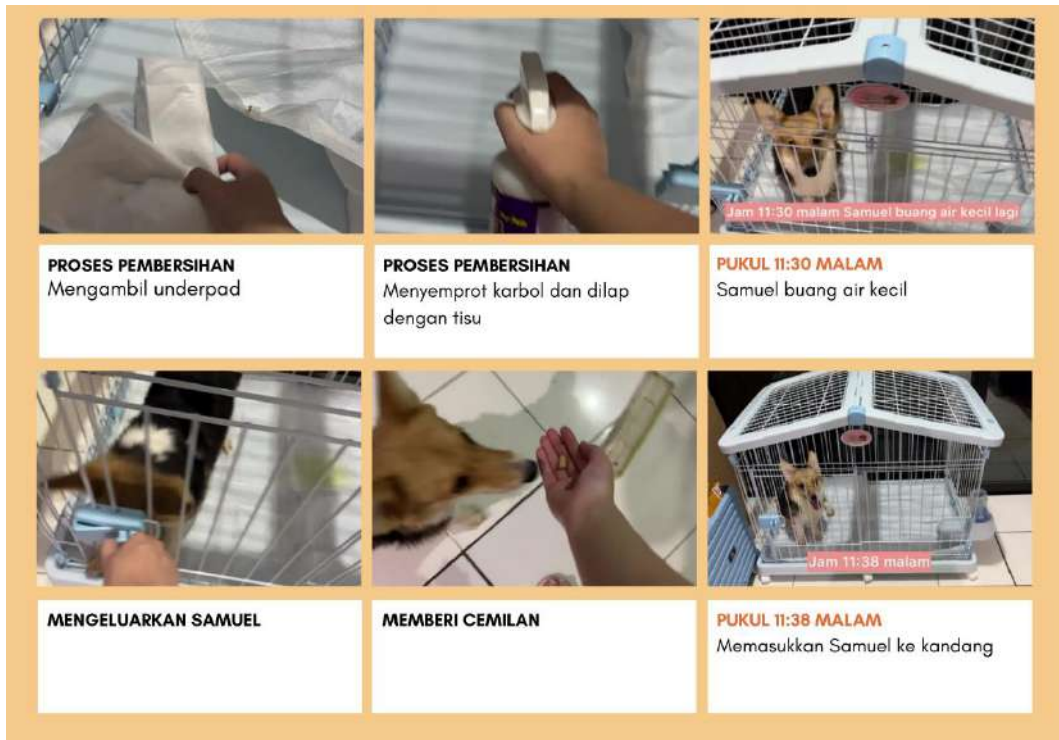 Jam 11:30 malam Samuel buang air kecil lagi
PROSES PEMBERSIHAN
Mengambil underpad
PROSES PEMBERSIHAN
Menyemprot karbol dan dilap
dengan tisu
PUKUL 11:30 MALAM
Samuel buang air kecil
Jam 11:38 malam
MENGELUARKAN SAMUEL
MEMBERI CEMILAN
PUKUL 11:38 MALAM
Memasukkan Samuel ke kandang